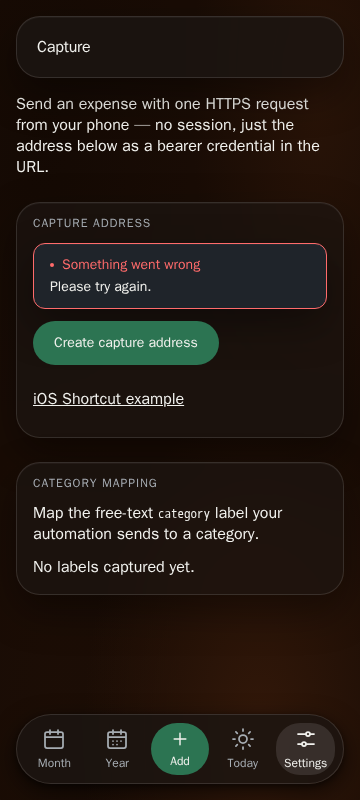 Capture
Send an expense with one HTTPS request
from your phone — no session, just the
address below as a bearer credential in the
URL.
CAPTURE ADDRESS
• Something went wrong
Please try again.
Create capture address
iOS Shortcut example
CATEGORY MAPPING
Map the free-text category label your
automation sends to a category.
No labels captured yet.
Month
Year
Add
Today
Settings